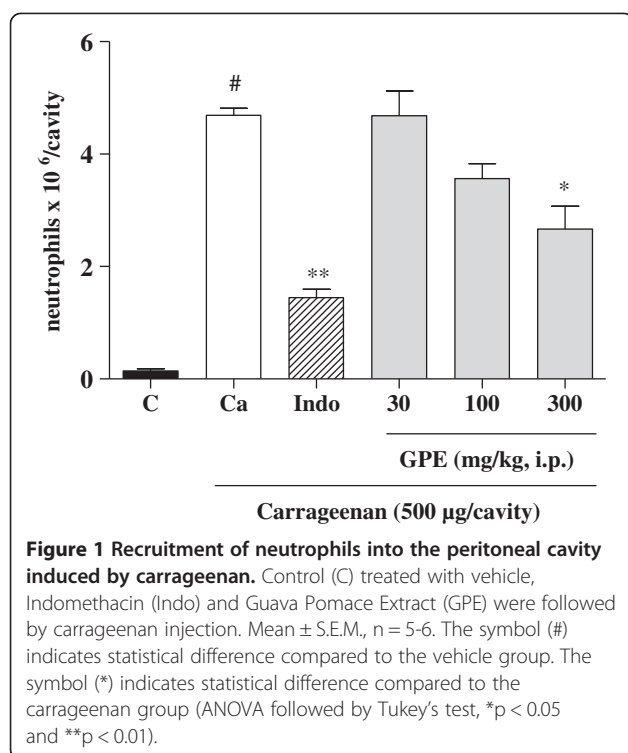 6
#
4
*
**
2
0
neutrophils x 10 ⁶/cavity
C Ca Indo 30 100 300
GPE (mg/kg, i.p.)
Carrageenan (500 µg/cavity)
Figure 1 Recruitment of neutrophils into the peritoneal cavity
induced by carrageenan. Control (C) treated with vehicle,
Indomethacin (Indo) and Guava Pomace Extract (GPE) were followed
by carrageenan injection. Mean ± S.E.M., n = 5-6. The symbol (#)
indicates statistical difference compared to the vehicle group. The
symbol (*) indicates statistical difference compared to the
carrageenan group (ANOVA followed by Tukey’s test, *p < 0.05
and **p < 0.01).